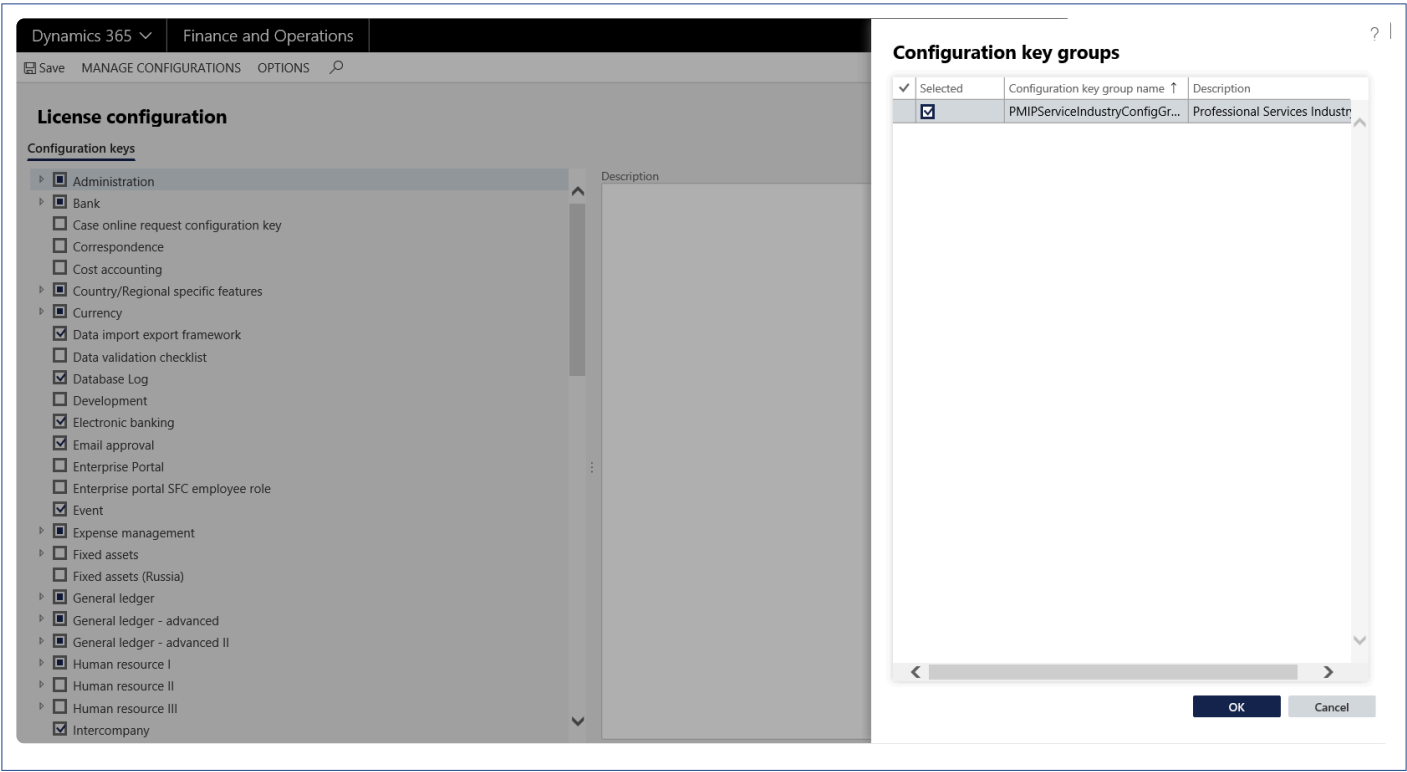 Dynamics 365 Finance and Operations
Save MANAGE CONFIGURATIONS OPTIONS
License configuration
Configuration keys
Administration
Bank
Case online request configuration key
Correspondence
Cost accounting
Country/Regional specific features
Currency
Data import export framework
Data validation checklist
Database Log
Development
Electronic banking
Email approval
Enterprise Portal
Enterprise portal SFC employee role
Event
Expense management
Fixed assets
Fixed assets (Russia)
General ledger
General ledger - advanced
General ledger - advanced II
Human resource I
Human resource II
Human resource III
Intercompany
Description
?
Configuration key groups
Selected Configuration key group name ↑ Description
PMIPServiceIndustryConfigGr... Professional Services Industry
OK Cancel